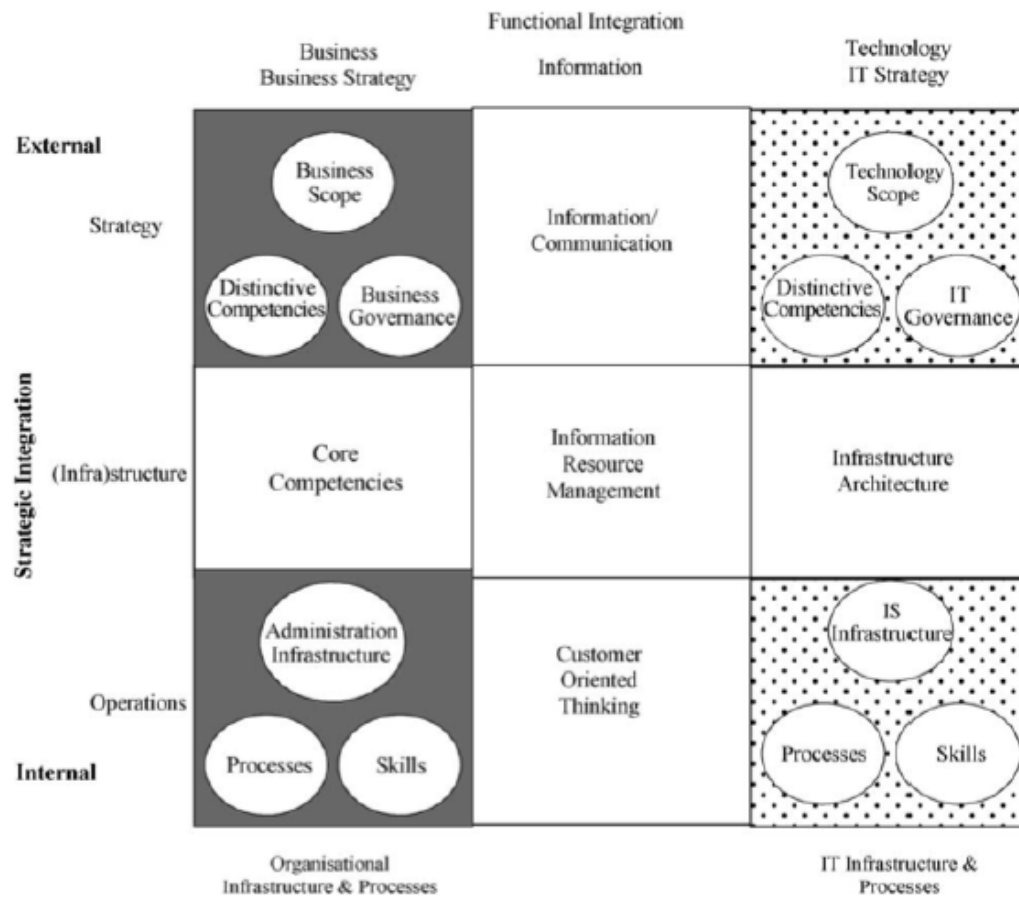 Functional Integration
Business
Business Strategy
Information
Technology
IT Strategy
External
Strategy
Business
Scope
Distinctive
Competencies
Business
Governance
Information/
Communication
Technology
Scope
Distinctive
Competencies
IT
Governance
Strategic Integration
(Infra)structure
Core
Competencies
Information
Resource
Management
Infrastructure
Architecture
Operations
Internal
Administration
Infrastructure
Processes
Skills
Customer
Oriented
Thinking
IS
Infrastructure
Processes
Skills
Organisational
Infrastructure & Processes
IT Infrastructure &
Processes